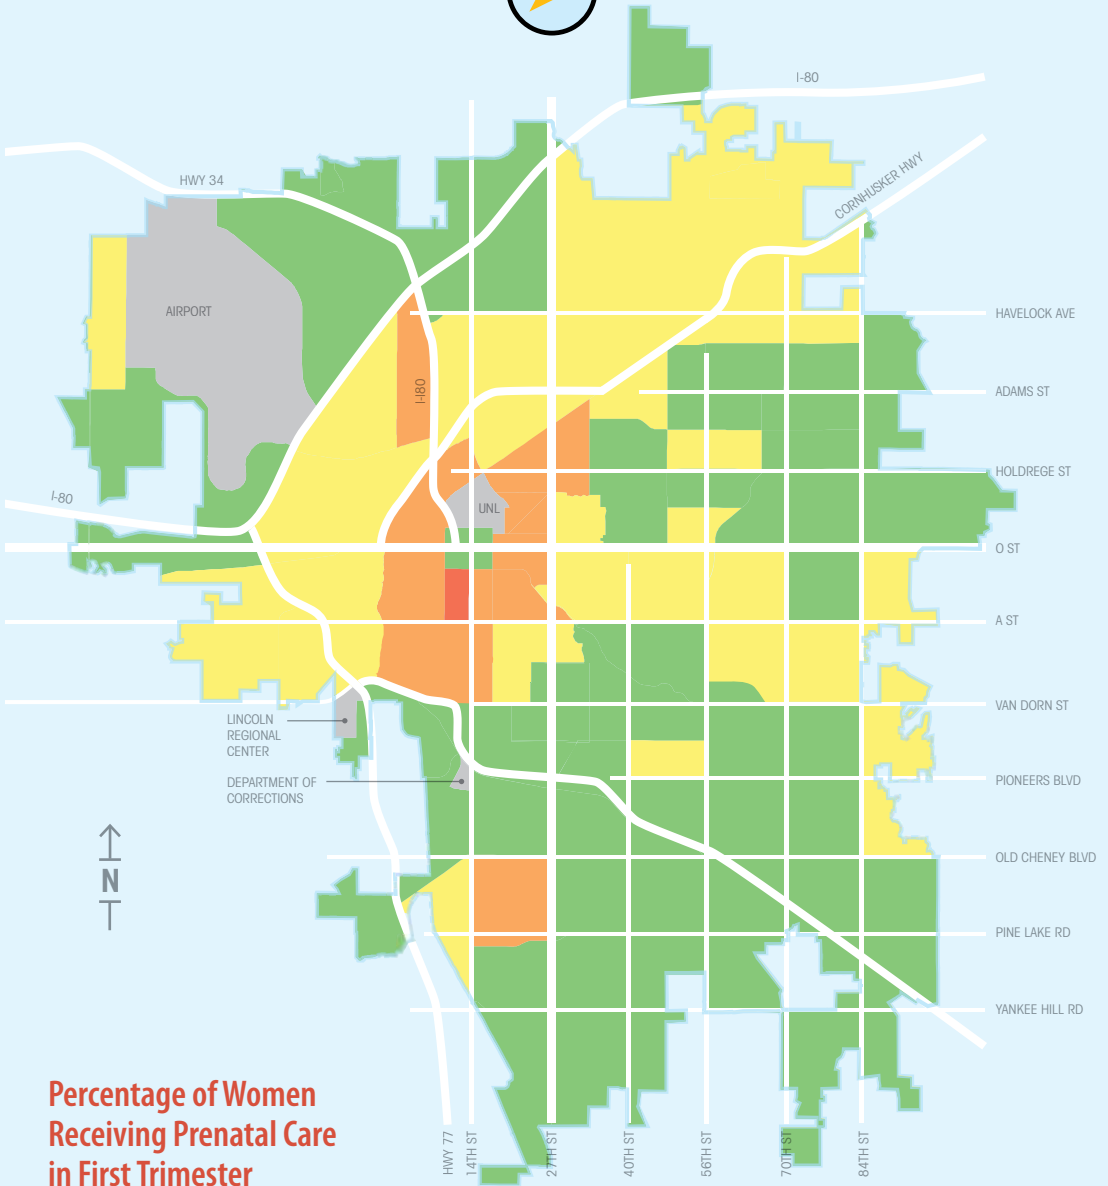 I-80
HWY 34
CORNHUSKER HWY
AIRPORT
HAVELOCK AVE
I-I80
ADAMS ST
HOLDREGE ST
I-80
UNL
O ST
A ST
LINCOLN
REGIONAL
CENTER
VAN DORN ST
DEPARTMENT OF
CORRECTIONS
PIONEERS BLVD
OLD CHENEY BLVD
N
PINE LAKE RD
YANKEE HILL RD
Percentage of Women
Receiving Prenatal Care
in First Trimester
HWY 77
14TH ST
27TH ST
40TH ST
56TH ST
70TH ST
84TH ST